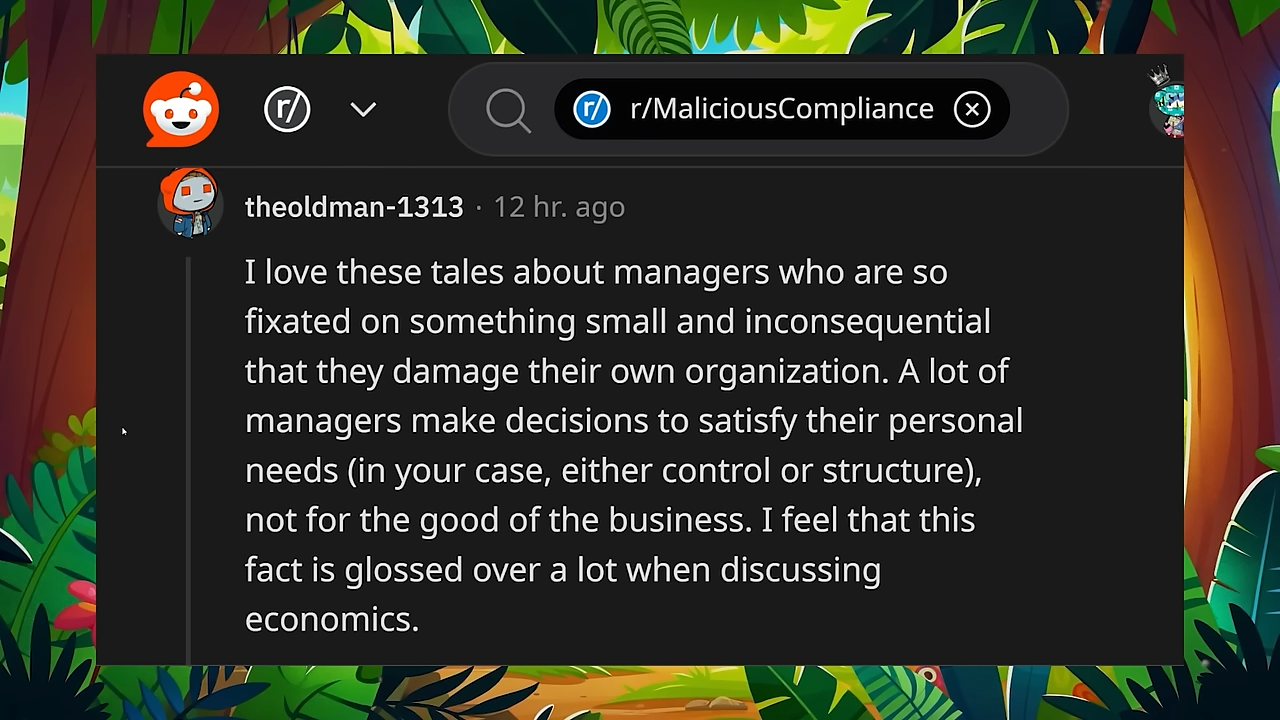 r/ r/MaliciousCompliance
theoldman-1313 · 12 hr. ago
I love these tales about managers who are so
fixated on something small and inconsequential
that they damage their own organization. A lot of
managers make decisions to satisfy their personal
needs (in your case, either control or structure),
not for the good of the business. I feel that this
fact is glossed over a lot when discussing
economics.